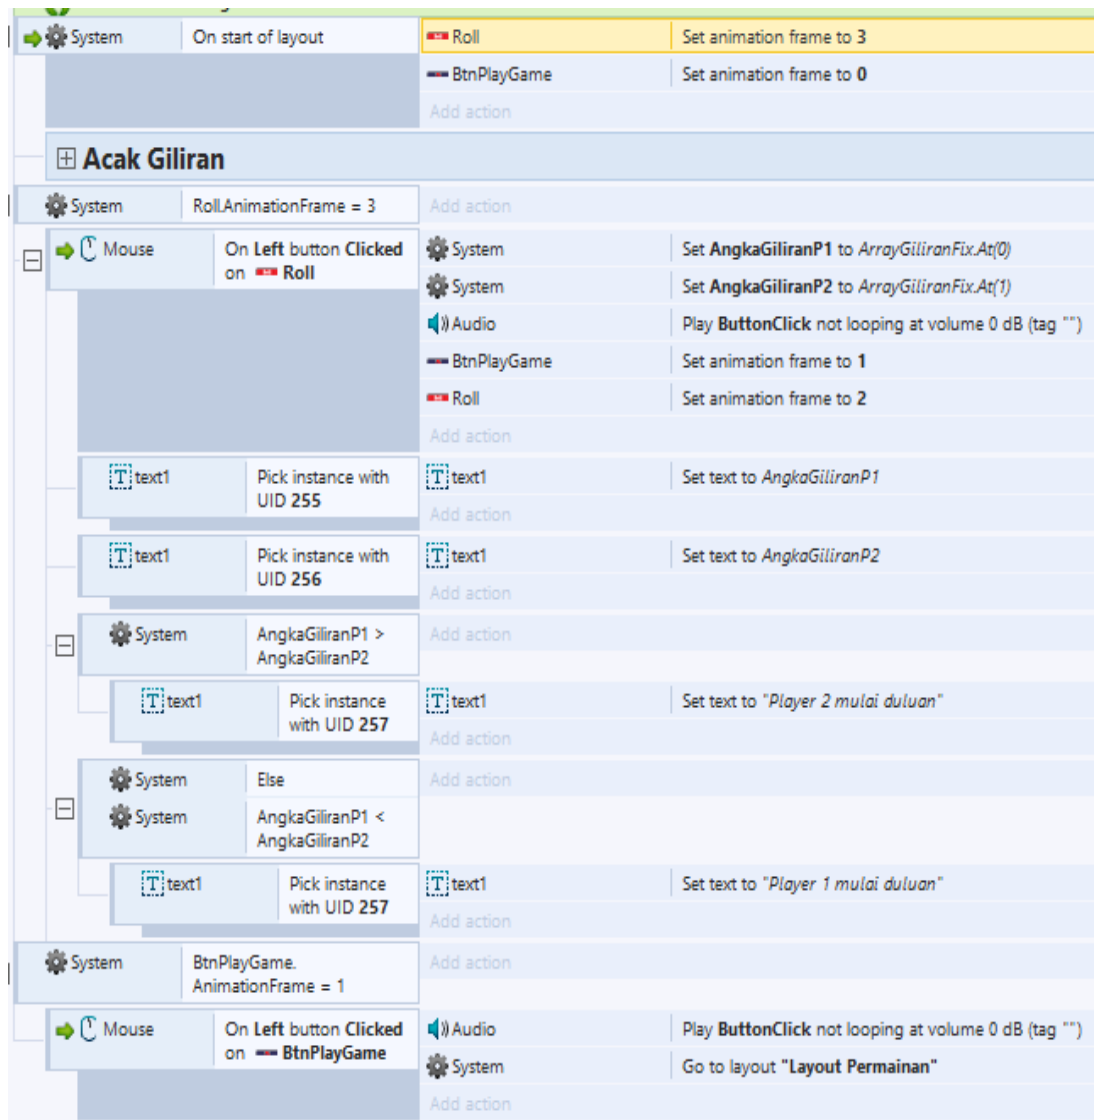 System On start of layout Roll Set animation frame to 3
BtnPlayGame Set animation frame to 0
Add action
Acak Giliran
System Roll.AnimationFrame = 3 Add action
Mouse On Left button Clicked System Set AngkaGiliranP1 to ArrayGiliranFix.At(0)
on Roll System Set AngkaGiliranP2 to ArrayGiliranFix.At(1)
Audio Play ButtonClick not looping at volume 0 dB (tag "")
BtnPlayGame Set animation frame to 1
Roll Set animation frame to 2
Add action
text1 Pick instance with text1 Set text to AngkaGiliranP1
UID 255
Add action
text1 Pick instance with text1 Set text to AngkaGiliranP2
UID 256
Add action
System AngkaGiliranP1 > Add action
AngkaGiliranP2
text1 Pick instance text1 Set text to "Player 2 mulai duluan"
with UID 257
Add action
System Else Add action
System AngkaGiliranP1 <
AngkaGiliranP2
text1 Pick instance text1 Set text to "Player 1 mulai duluan"
with UID 257
Add action
System BtnPlayGame. Add action
AnimationFrame = 1
Mouse On Left button Clicked Audio Play ButtonClick not looping at volume 0 dB (tag "")
on BtnPlayGame System Go to layout "Layout Permainan"
Add action